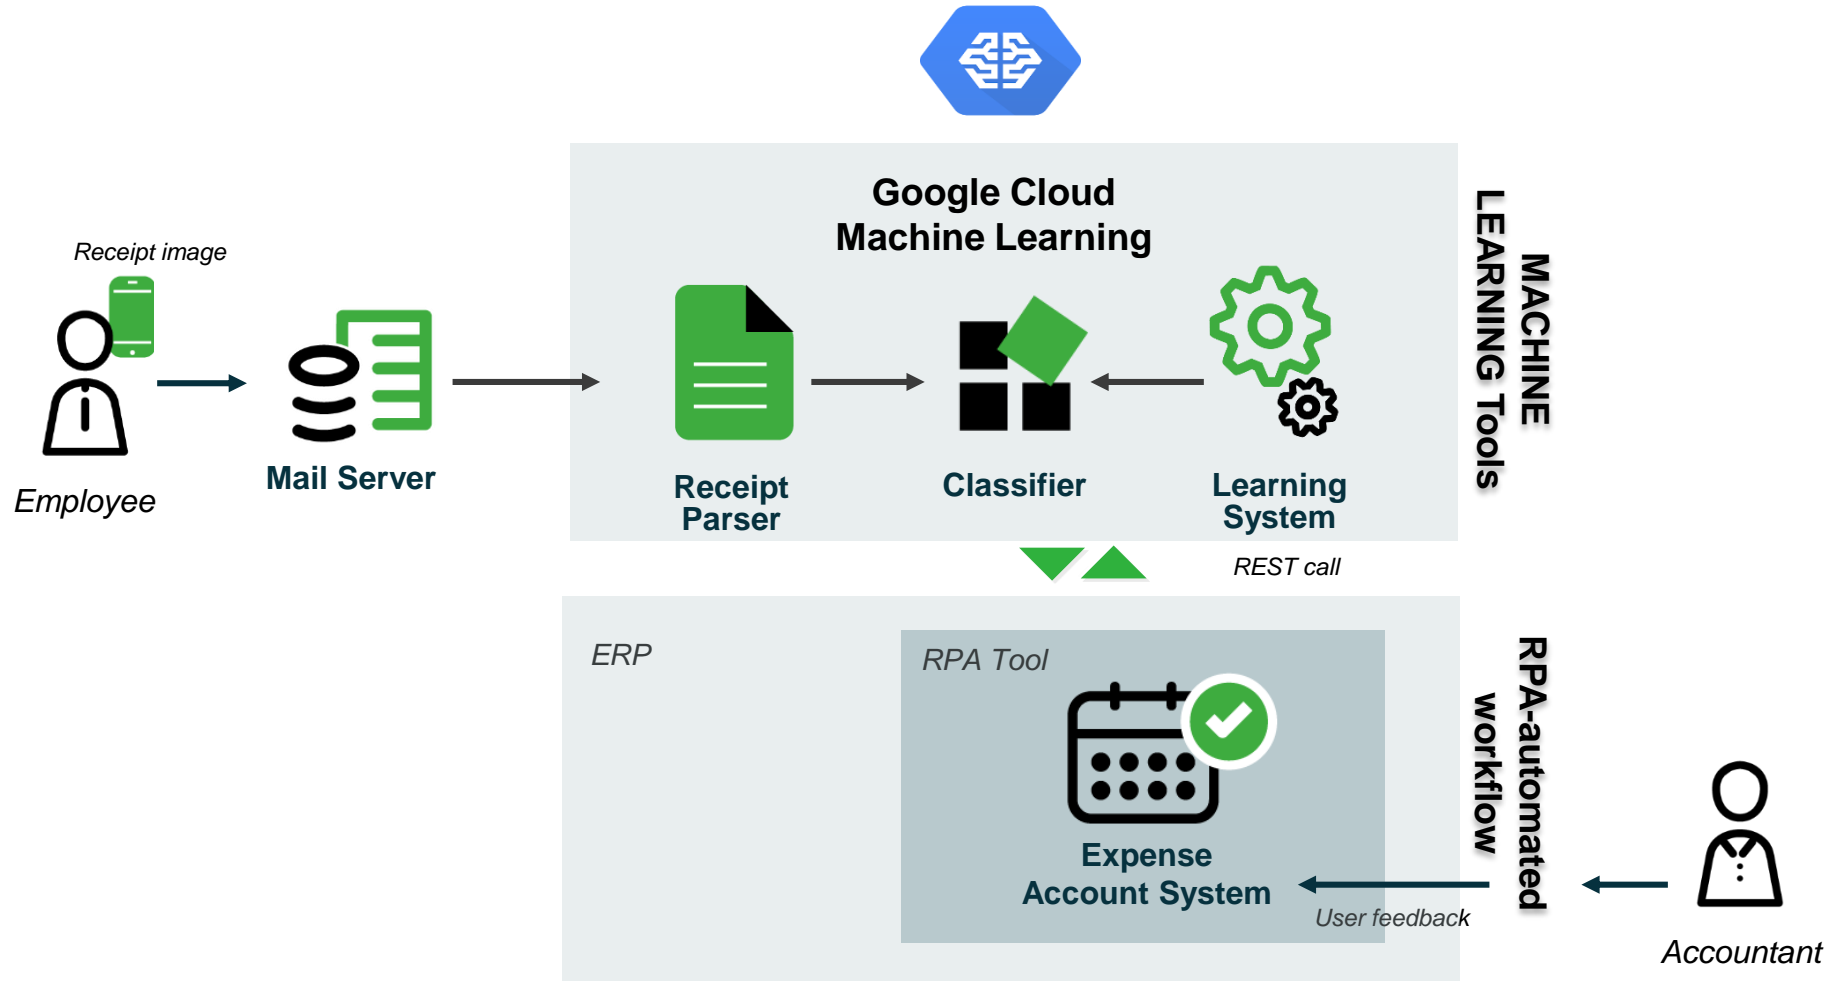 Google Cloud
Machine Learning
MACHINE
LEARNING Tools
Receipt image
Employee
Mail Server
Receipt
Parser
Classifier
Learning
System
REST call
ERP
RPA Tool
Expense
Account System
RPA-automated
workflow
User feedback
Accountant